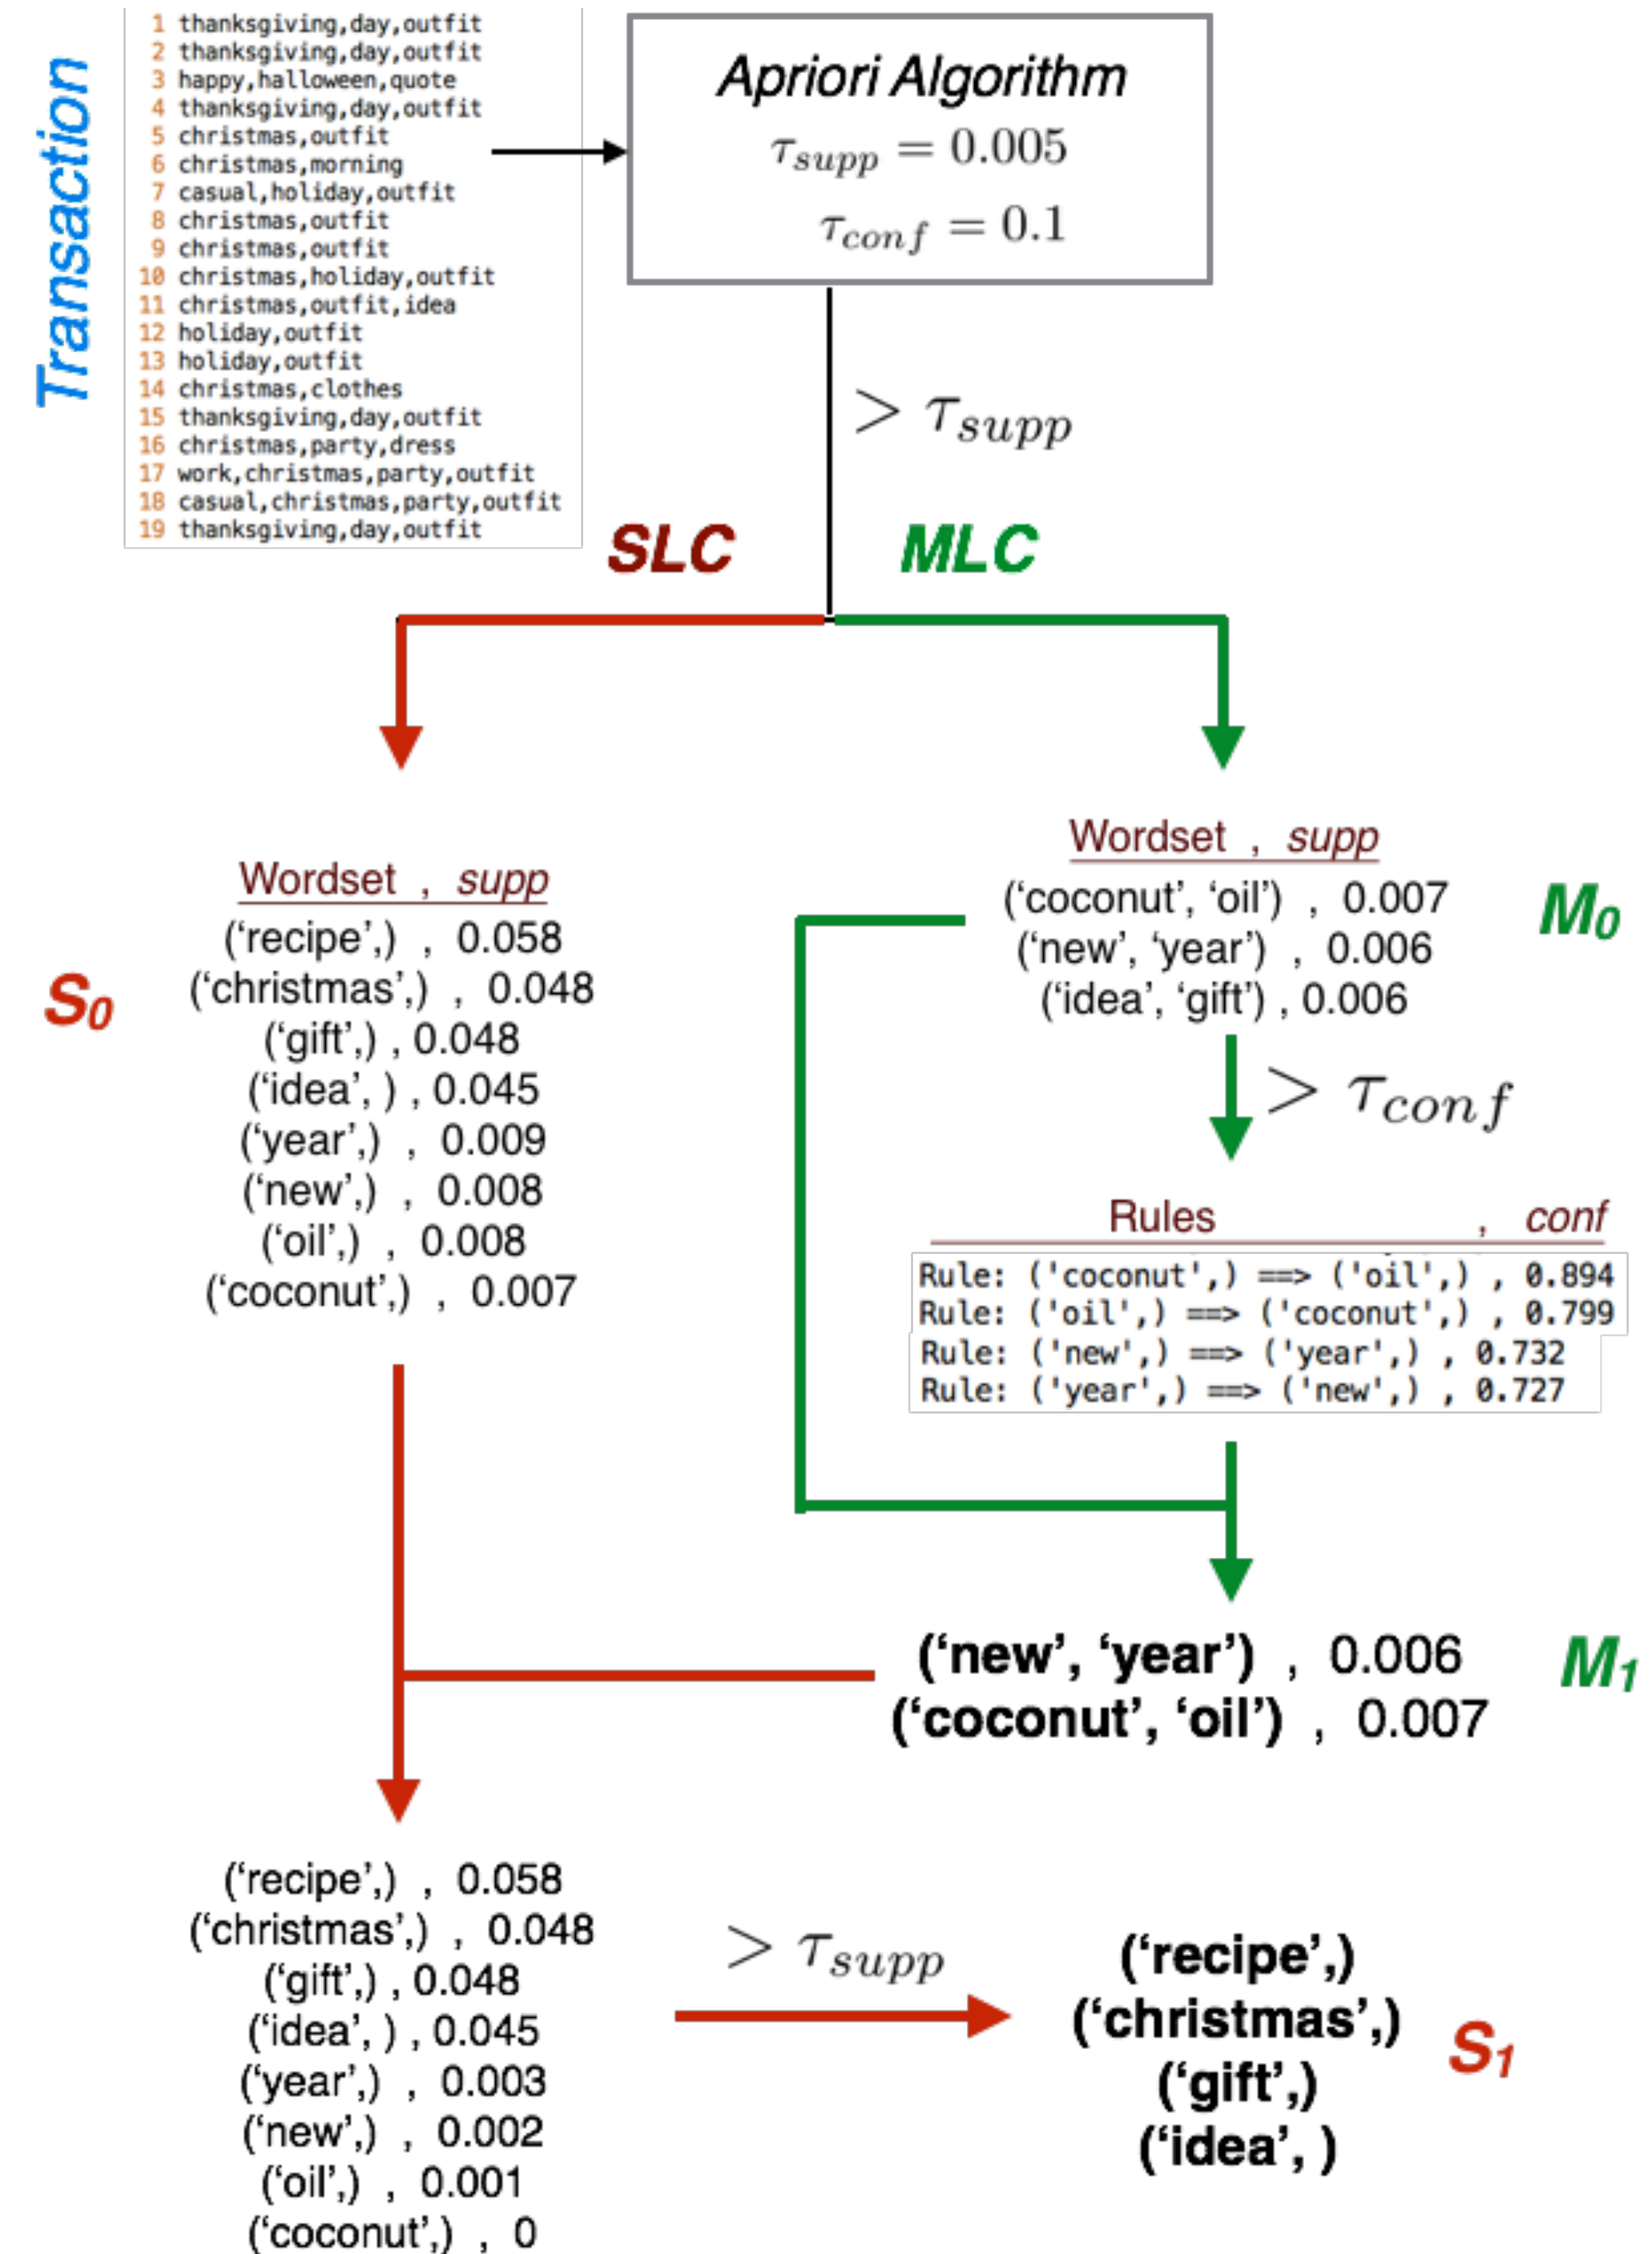 Transaction
1 thanksgiving,day,outfit
2 thanksgiving,day,outfit
3 happy,halloween,quote
4 thanksgiving,day,outfit
5 christmas,outfit
6 christmas,morning
7 casual,holiday,outfit
8 christmas,outfit
9 christmas,outfit
10 christmas,holiday,outfit
11 christmas,outfit,idea
12 holiday,outfit
13 holiday,outfit
14 christmas,clothes
15 thanksgiving,day,outfit
16 christmas,party,dress
17 work,christmas,party,outfit
18 casual,christmas,party,outfit
19 thanksgiving,day,outfit
Apriori Algorithm
τsupp = 0.005
τconf = 0.1
> τsupp
SLC
MLC
Wordset , supp
(‘recipe’,) , 0.058
(‘christmas’,) , 0.048
(‘gift’,) , 0.048
(‘idea’, ) , 0.045
(‘year’,) , 0.009
(‘new’,) , 0.008
(‘oil’,) , 0.008
(‘coconut’,) , 0.007
S0
Wordset , supp
(‘coconut’, ‘oil’) , 0.007
(‘new’, ‘year’) , 0.006
(‘idea’, ‘gift’) , 0.006
M0
> τconf
Rules , conf
Rule: ('coconut',) ==> ('oil',) , 0.894
Rule: ('oil',) ==> ('coconut',) , 0.799
Rule: ('new',) ==> ('year',) , 0.732
Rule: ('year',) ==> ('new',) , 0.727
(‘new’, ‘year’) , 0.006
(‘coconut’, ‘oil’) , 0.007
M1
(‘recipe’,) , 0.058
(‘christmas’,) , 0.048
(‘gift’,) , 0.048
(‘idea’, ) , 0.045
(‘year’,) , 0.003
(‘new’,) , 0.002
(‘oil’,) , 0.001
(‘coconut’,) , 0
> τsupp
(‘recipe’,)
(‘christmas’,)
(‘gift’,)
(‘idea’, )
S1